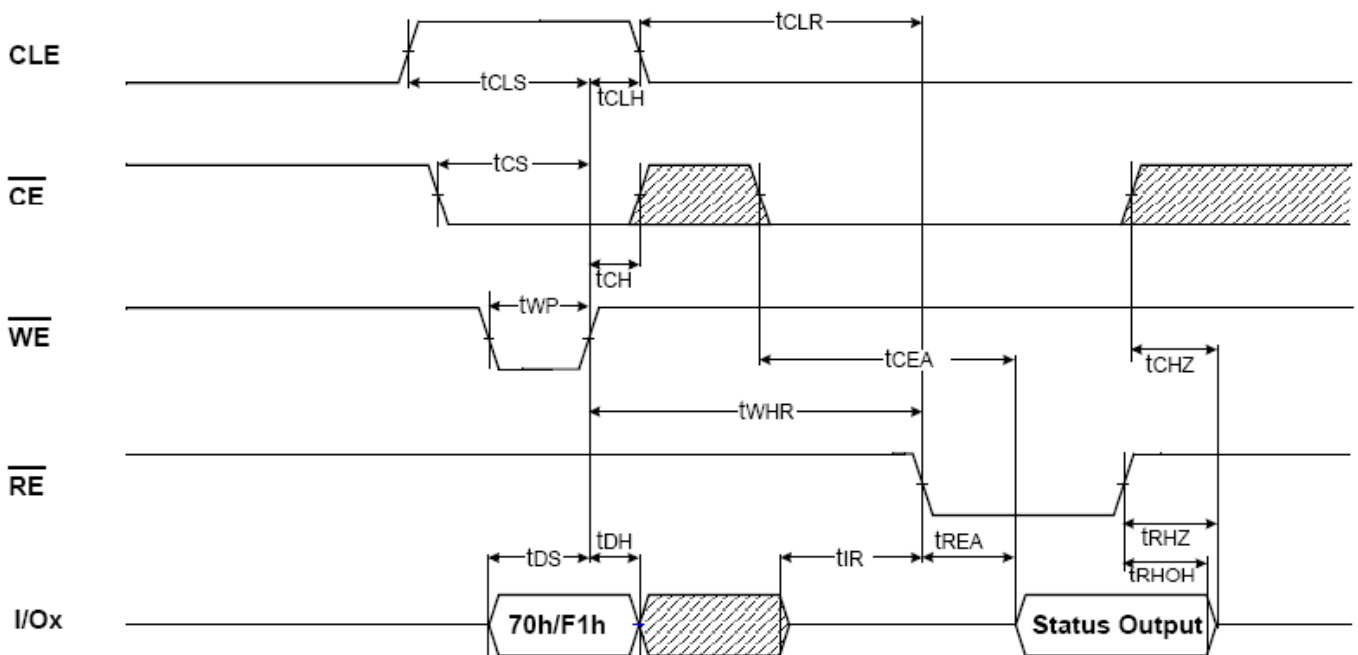 CLE
tCLR
tCLS
tCLH
CE
tCS
tCH
WE
tWP
tCEA
tCHZ
tWHR
RE
tDS
tDH
tIR
tREA
tRHZ
tRHOH
I/Ox
70h/F1h
Status Output